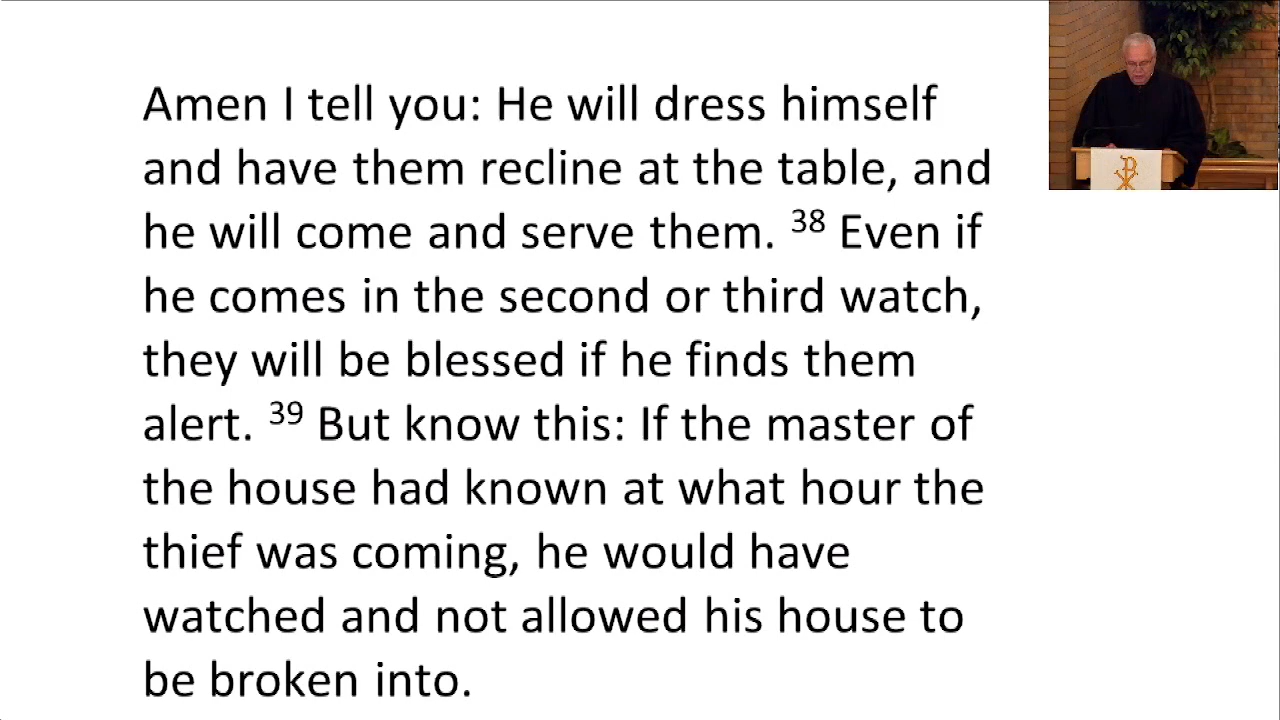 Amen I tell you: He will dress himself
and have them recline at the table, and
he will come and serve them. 38 Even if
he comes in the second or third watch,
they will be blessed if he finds them
alert. 39 But know this: If the master of
the house had known at what hour the
thief was coming, he would have
watched and not allowed his house to
be broken into.